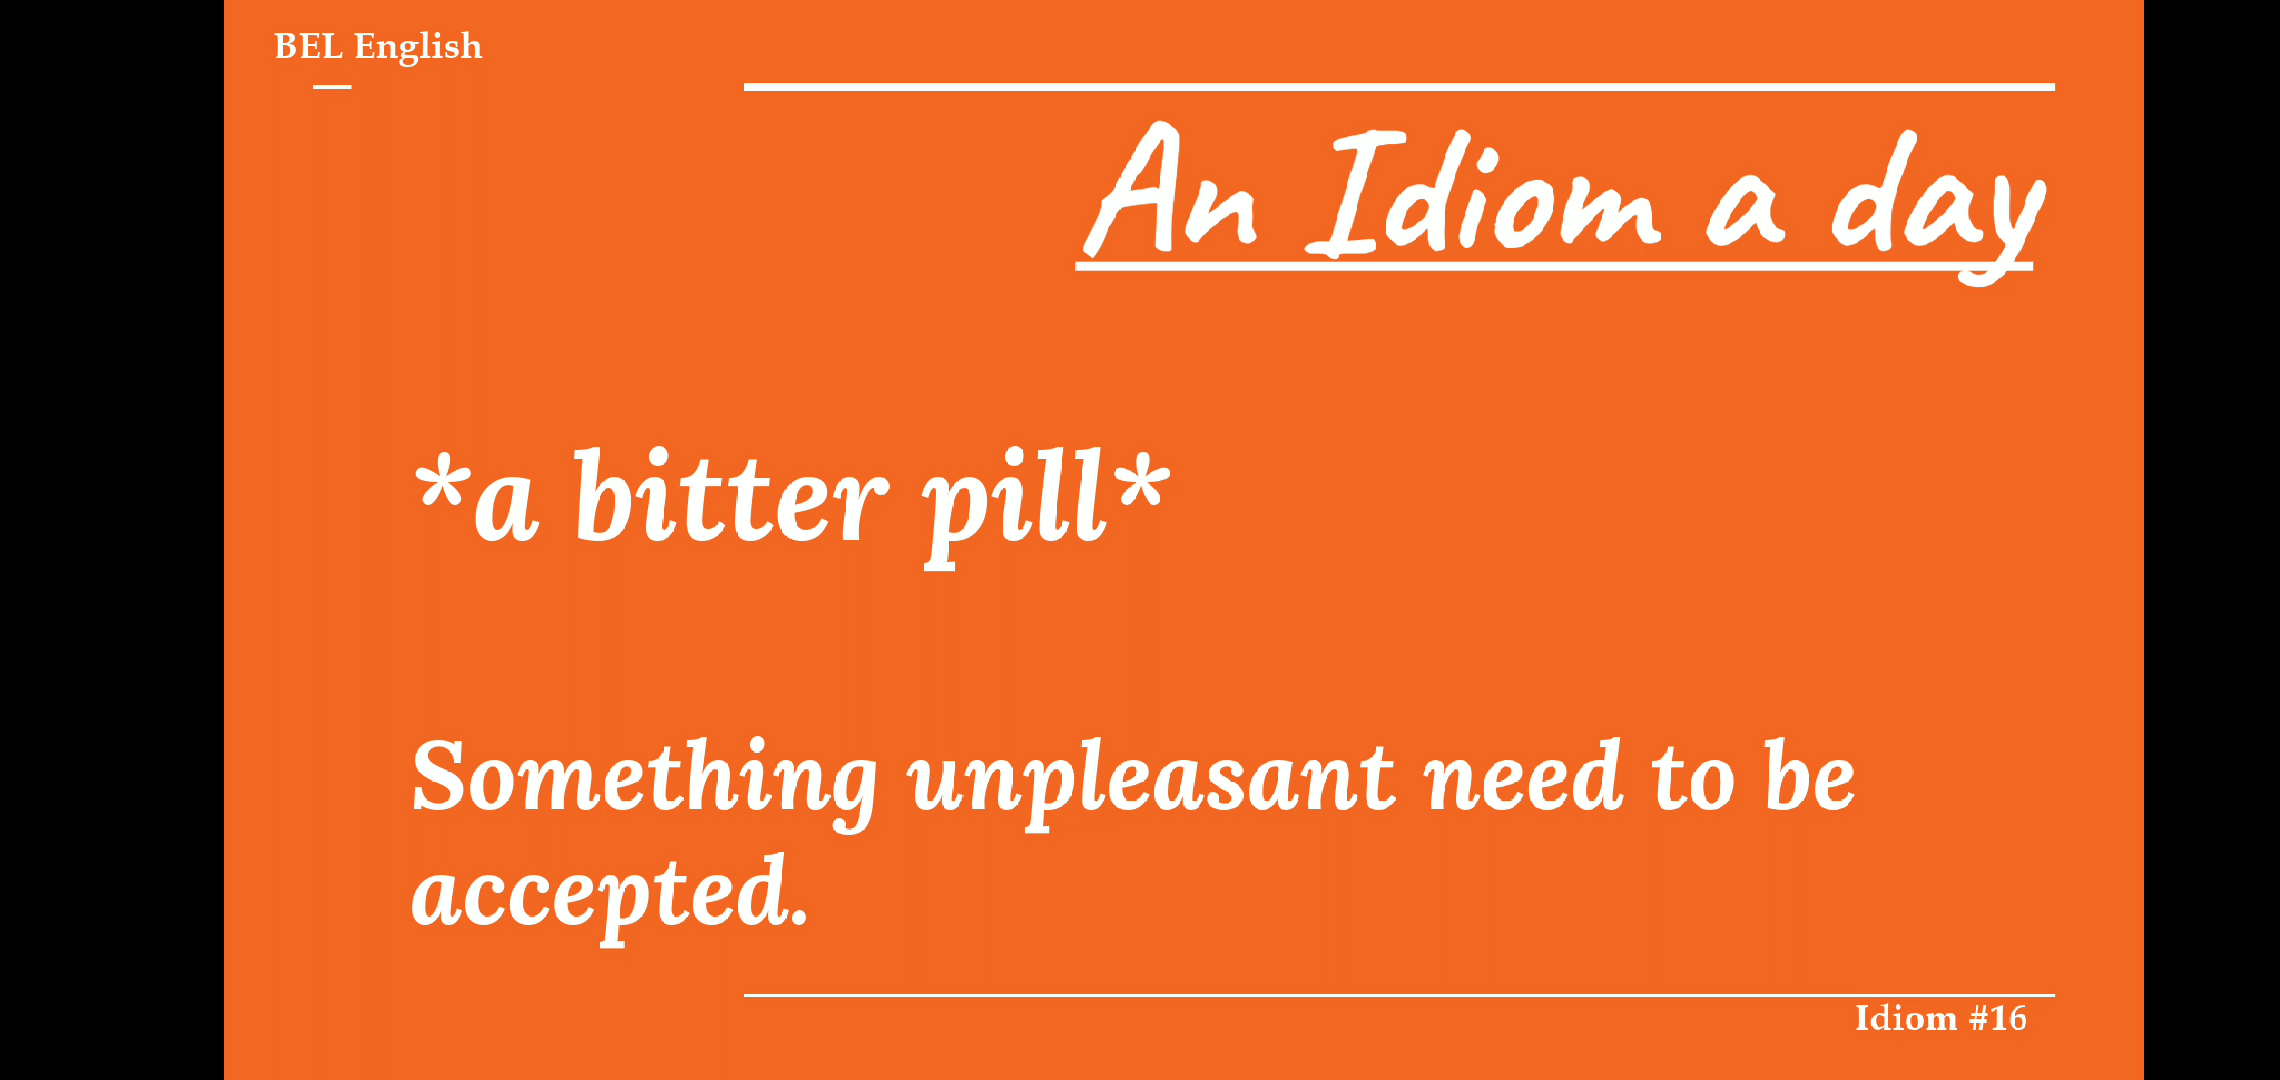 BEL English
An Idiom a day
*a bitter pill*
Something unpleasant need to be
accepted.
Idiom #16